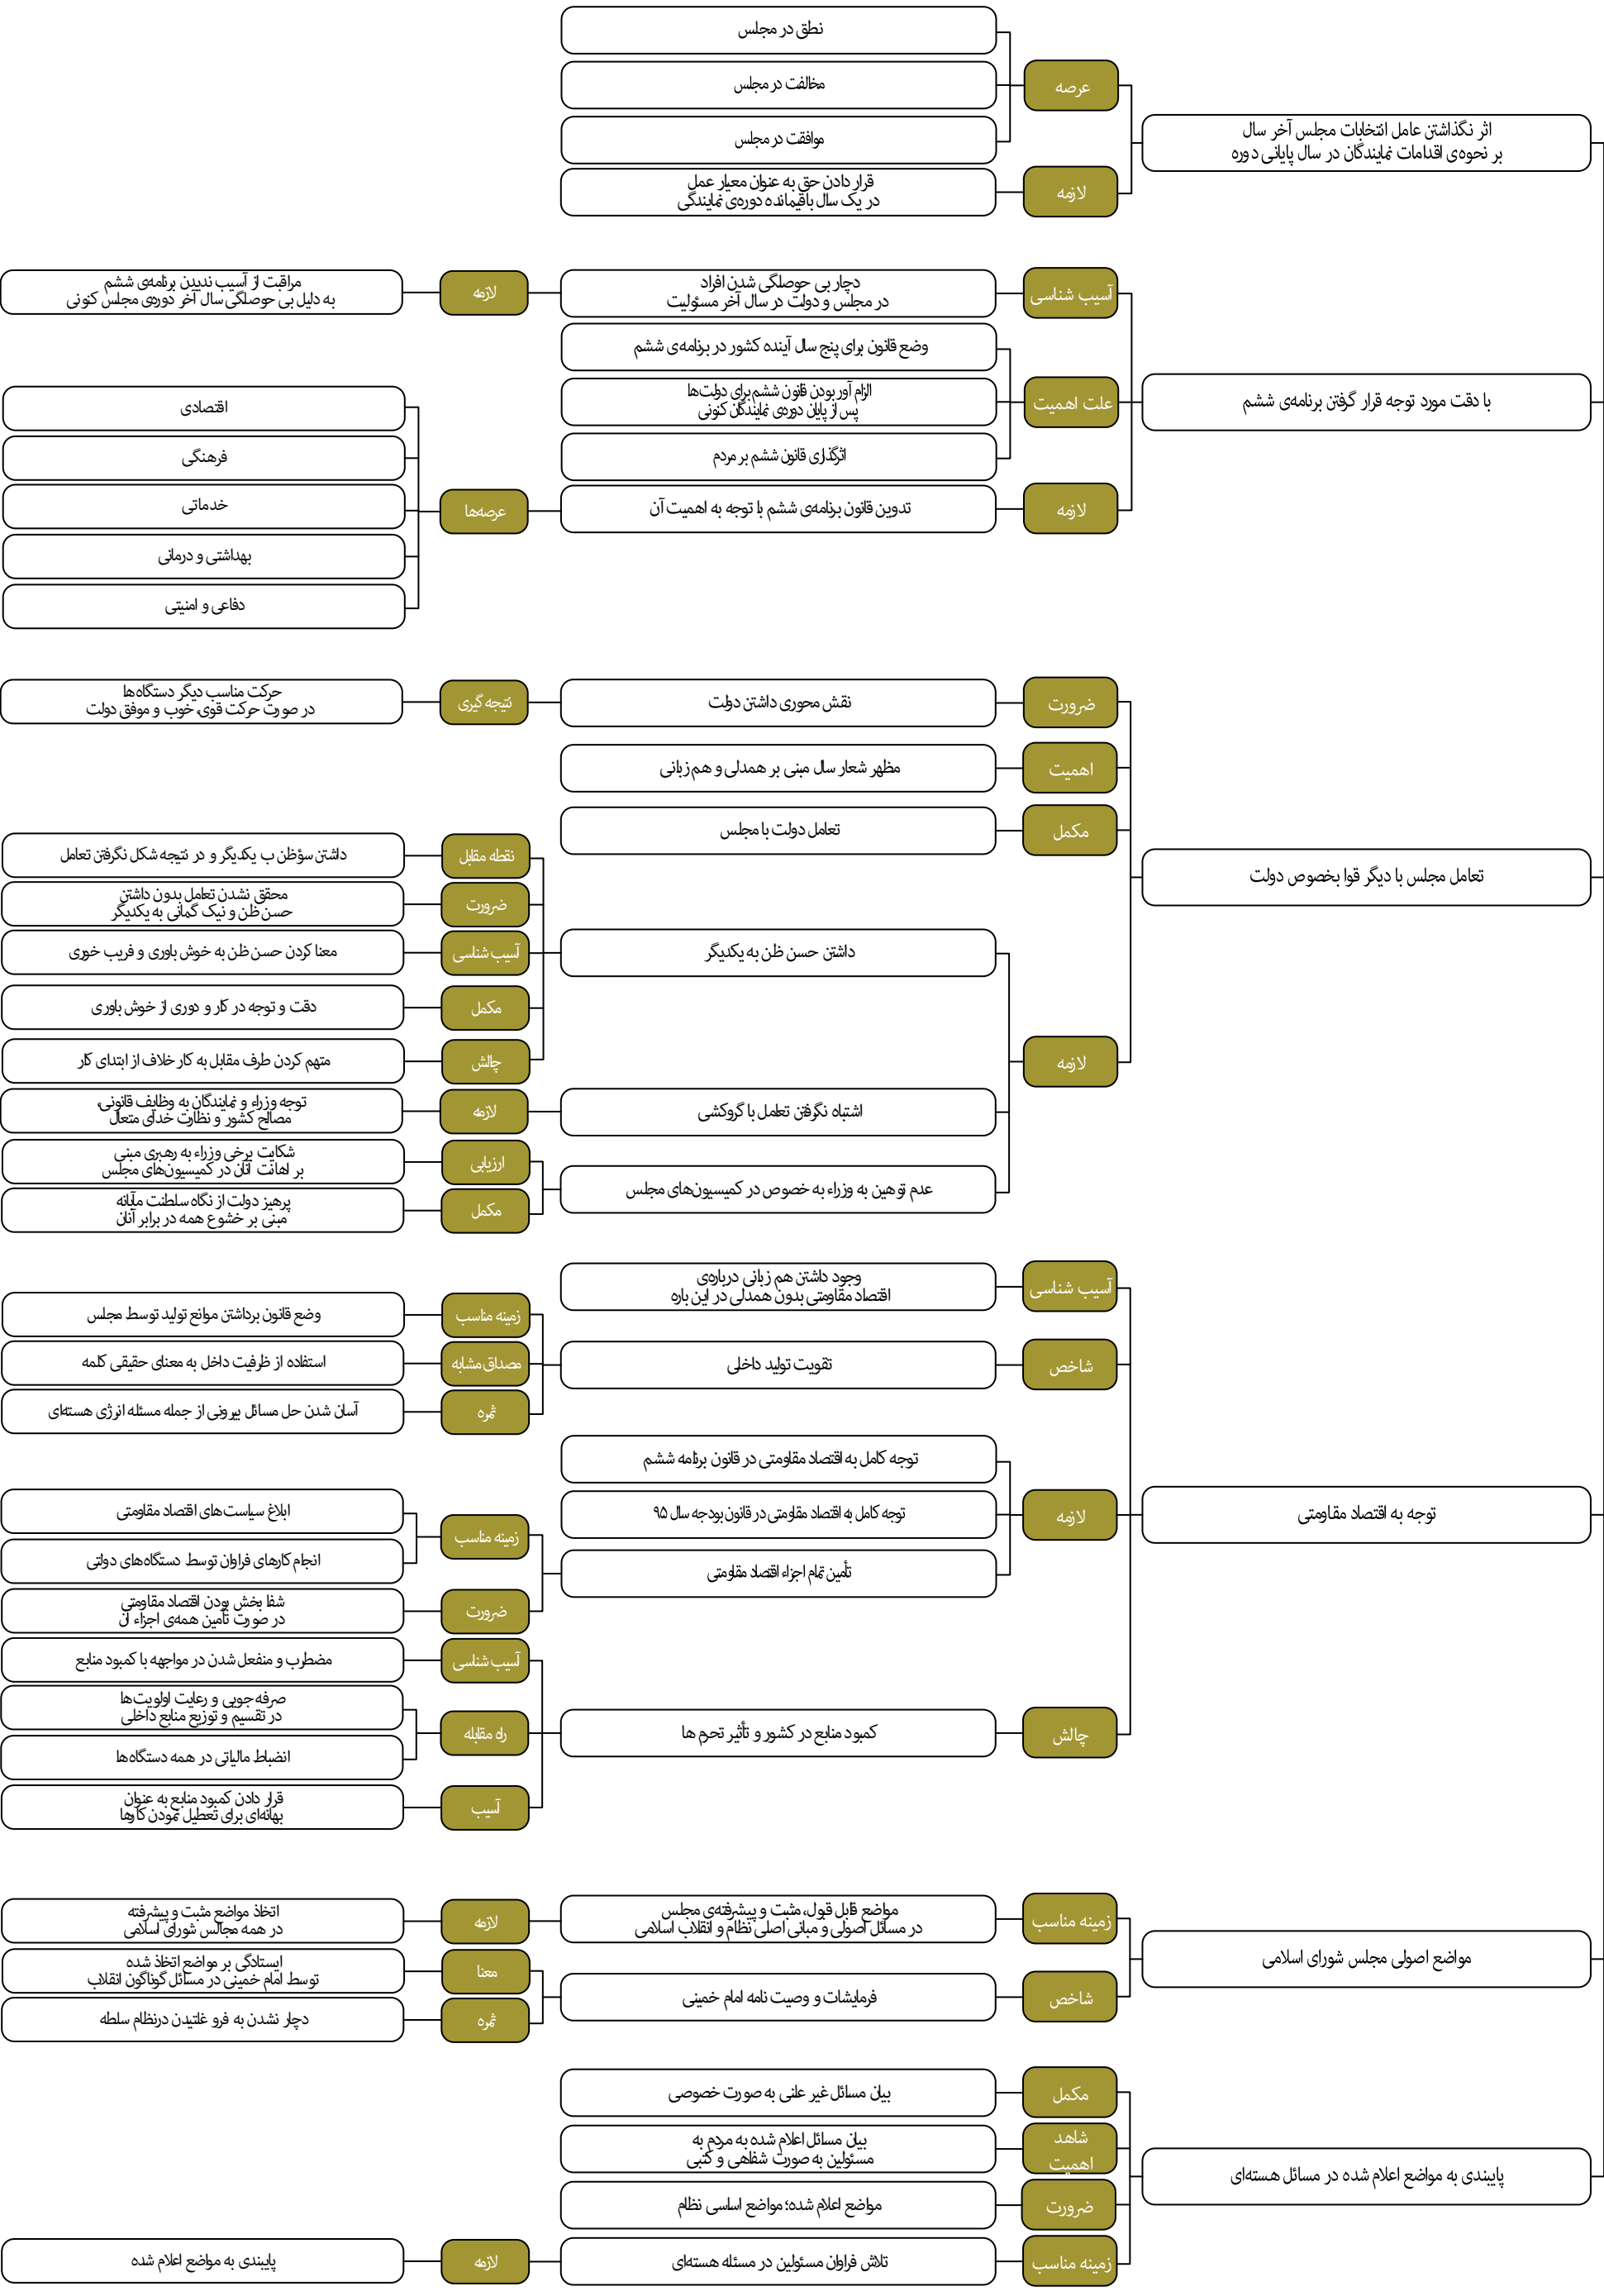 اثر نگذاشتن عامل انتخابات مجلس آخر سال
بر نحوه‌ی اقدامات نمایندگان در سال پایانی دوره
عرصه
نطق در مجلس
مخالفت در مجلس
موافقت در مجلس
لازمه
قرار دادن حق به عنوان معیار عمل
در یک سال باقیمانده دوره‌ی نمایندگی
با دقت مورد توجه قرار گرفتن برنامه‌ی ششم
آسیب شناسی
دچار بی حوصلگی شدن افراد
در مجلس و دولت در سال آخر مسئولیت
لازمه
مراقبت از آسیب ندیدن برنامه‌ی ششم
به دلیل بی حوصلگی سال آخر دوره‌ی مجلس کنونی
علت اهمیت
وضع قانون برای پنج سال آینده کشور در برنامه‌ی ششم
الزام آور بودن قانون ششم برای دولت‌ها
پس از پایان دوره‌ی نمایندگان کنونی
اثرگذاری قانون ششم بر مردم
لازمه
تدوین قانون برنامه‌ی ششم با توجه به اهمیت آن
عرصه‌ها
اقتصادی
فرهنگی
خدماتی
بهداشتی و درمانی
دفاعی و امنیتی
تعامل مجلس با دیگر قوا بخصوص دولت
ضرورت
نقش محوری داشتن دولت
نتیجه گیری
حرکت مناسب دیگر دستگاه‌ها
در صورت حرکت قوی، خوب و موفق دولت
اهمیت
مظهر شعار سال مبنی بر همدلی و هم زبانی
مکمل
تعامل دولت با مجلس
لازمه
داشتن حسن ظن به یکدیگر
نقطه مقابل
داشتن سؤظن ب یکدیگر و در نتیجه شکل نگرفتن تعامل
ضرورت
محقق نشدن تعامل بدون داشتن
حسن ظن و نیک گمانی به یکدیگر
آسیب شناسی
معنا کردن حسن ظن به خوش باوری و فریب خوری
مکمل
دقت و توجه در کار و دوری از خوش باوری
چالش
متهم کردن طرف مقابل به کار خلاف از ابتدای کار
اشتباه نگرفتن تعامل با گروکشی
لازمه
توجه وزراء و نمایندگان به وظایف قانونی،
مصالح کشور و نظارت خدای متعال
عدم توهین به وزراء به خصوص در کمیسیون‌های مجلس
ارزیابی
شکایت برخی وزراء به رهبری مبنی
بر اهانت آنان در کمیسیون‌های مجلس
مکمل
پرهیز دولت از نگاه سلطنت مآبانه
مبنی بر خشوع همه در برابر آنان
توجه به اقتصاد مقاومتی
آسیب شناسی
وجود داشتن هم زبانی درباره‌ی
اقتصاد مقاومتی بدون همدلی در این باره
شاخص
تقویت تولید داخلی
زمینه مناسب
وضع قانون برداشتن موانع تولید توسط مجلس
مصداق مشابه
استفاده از ظرفیت داخل به معنای حقیقی کلمه
ثمره
آسان شدن حل مسائل بیرونی از جمله مسئله انرژی هسته‌ای
لازمه
توجه کامل به اقتصاد مقاومتی در قانون برنامه ششم
توجه کامل به اقتصاد مقاومتی در قانون بودجه سال ۹۵
تأمین تمام اجزاء اقتصاد مقاومتی
زمینه مناسب
ابلاغ سیاست‌های اقتصاد مقاومتی
انجام کارهای فراوان توسط دستگاه‌های دولتی
ضرورت
شفا بخش بودن اقتصاد مقاومتی
در صورت تأمین همه‌ی اجزاء آن
چالش
کمبود منابع در کشور و تأثیر تحریم ها
آسیب شناسی
مضطرب و منفعل شدن در مواجهه با کمبود منابع
راه مقابله
صرفه جویی و رعایت اولویت‌ها
در تقسیم و توزیع منابع داخلی
انضباط مالیاتی در همه دستگاه‌ها
آسیب
قرار دادن کمبود منابع به عنوان
بهانه‌ای برای تعطیل نمودن کارها
مواضع اصولی مجلس شورای اسلامی
زمینه مناسب
مواضع قابل قبول، مثبت و پیشرفته‌ی مجلس
در مسائل اصولی و مبانی اصلی نظام و انقلاب اسلامی
لازمه
اتخاذ مواضع مثبت و پیشرفته
در همه مجالس شورای اسلامی
شاخص
فرمایشات و وصیت نامه امام خمینی
معنا
ایستادگی بر مواضع اتخاذ شده
توسط امام خمینی در مسائل گوناگون انقلاب
ثمره
دچار نشدن به فرو غلتیدن درنظام سلطه
پایبندی به مواضع اعلام شده در مسائل هسته‌ای
مکمل
بیان مسائل غیر علنی به صورت خصوصی
شاهد
اهمیت
بیان مسائل اعلام شده به مردم به
مسئولین به صورت شفاهی و کتبی
ضرورت
مواضع اعلام شده؛ مواضع اساسی نظام
زمینه مناسب
تلاش فراوان مسئولین در مسئله هسته‌ای
لازمه
پایبندی به مواضع اعلام شده